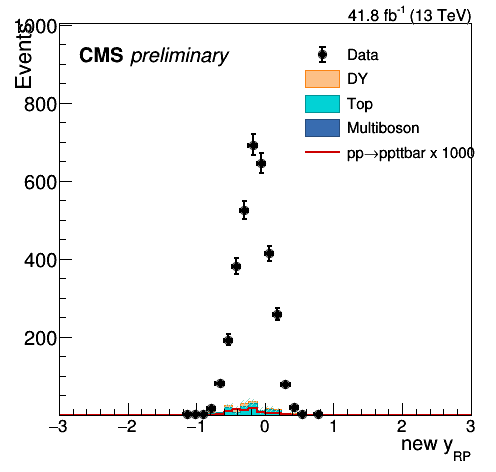 41.8 fb⁻¹ (13 TeV)
Events
CMS preliminary
Data
DY
Top
Multiboson
pp→ppttbar x 1000
1000
800
600
400
200
−3 −2 −1 0 1 2 3
new y_RP